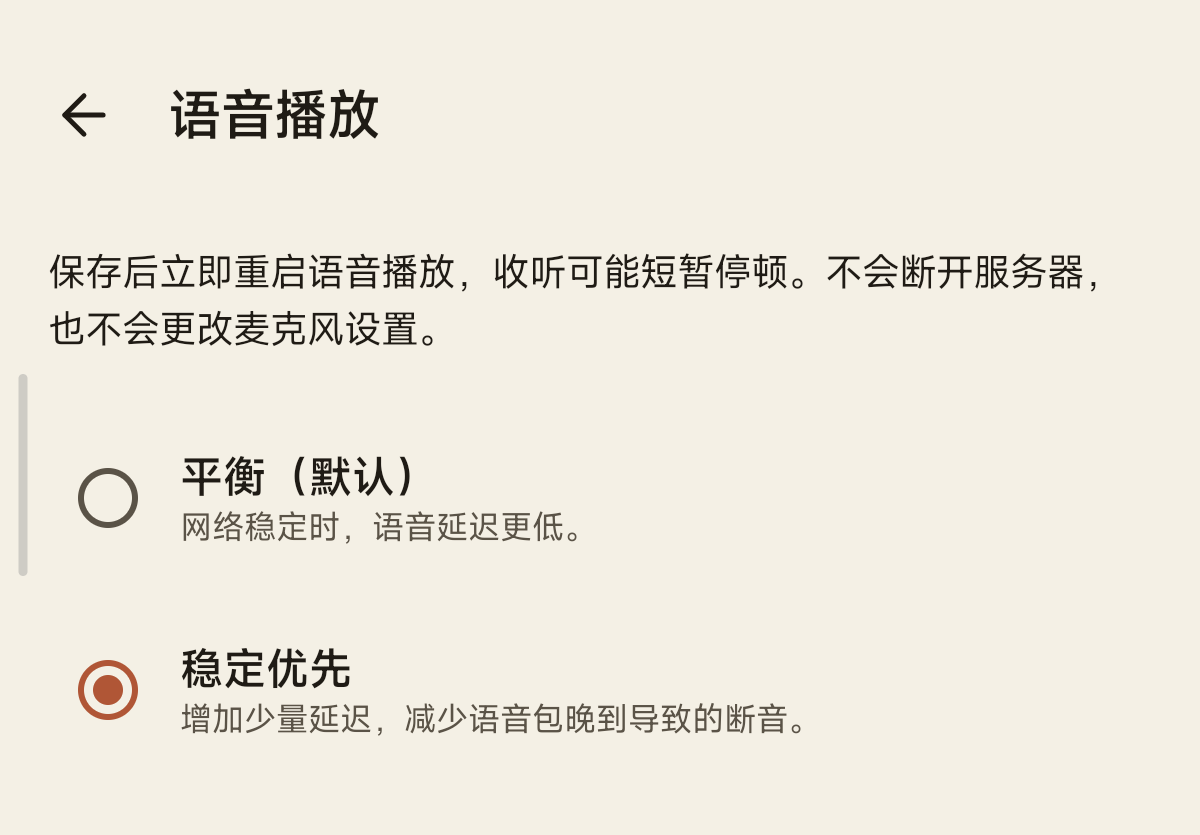 语音播放
保存后立即重启语音播放，收听可能短暂停顿。不会断开服务器，
也不会更改麦克风设置。
平衡（默认）
网络稳定时，语音延迟更低。
稳定优先
增加少量延迟，减少语音包晚到导致的断音。